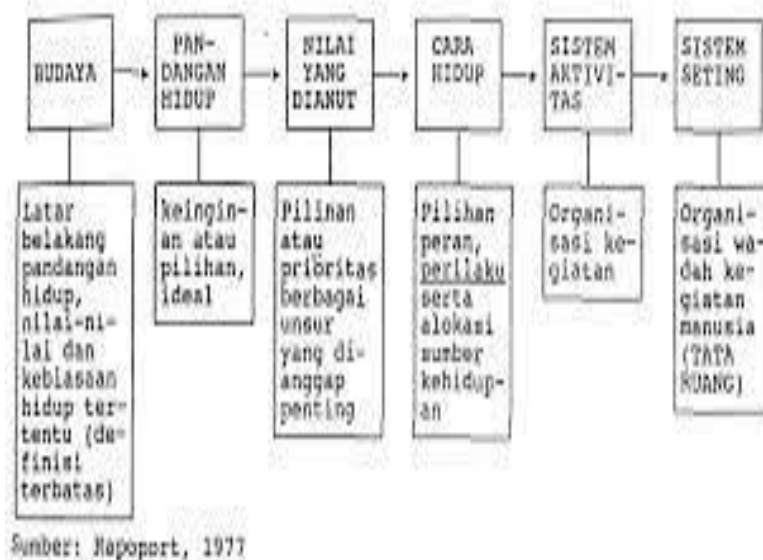 BUDAYA
PAN-
DANGAN
HIDUP
NILAI
YANG
DIANUT
CARA
HIDUP
SISTEM
AKTIVI-
TAS
SISTEM
SETING
Latar
belakang
pandangan
hidup,
nilai-ni-
lai dan
kebiasaan
hidup ter-
tentu (de-
finisi
terbatas)
keingin-
an atau
pilihan,
ideal
Pilinan
atau
prioritas
berbagai
unsur
yang di-
anggap
penting
Pilihan
peran,
perilaku
serta
alokasi
sumber
kehidup-
an
Organi-
sasi ke-
giatan
Organi-
sasi wa-
dah ke-
giatan
manusia
(TATA
RUANG)
Sumber: Rapoport, 1977